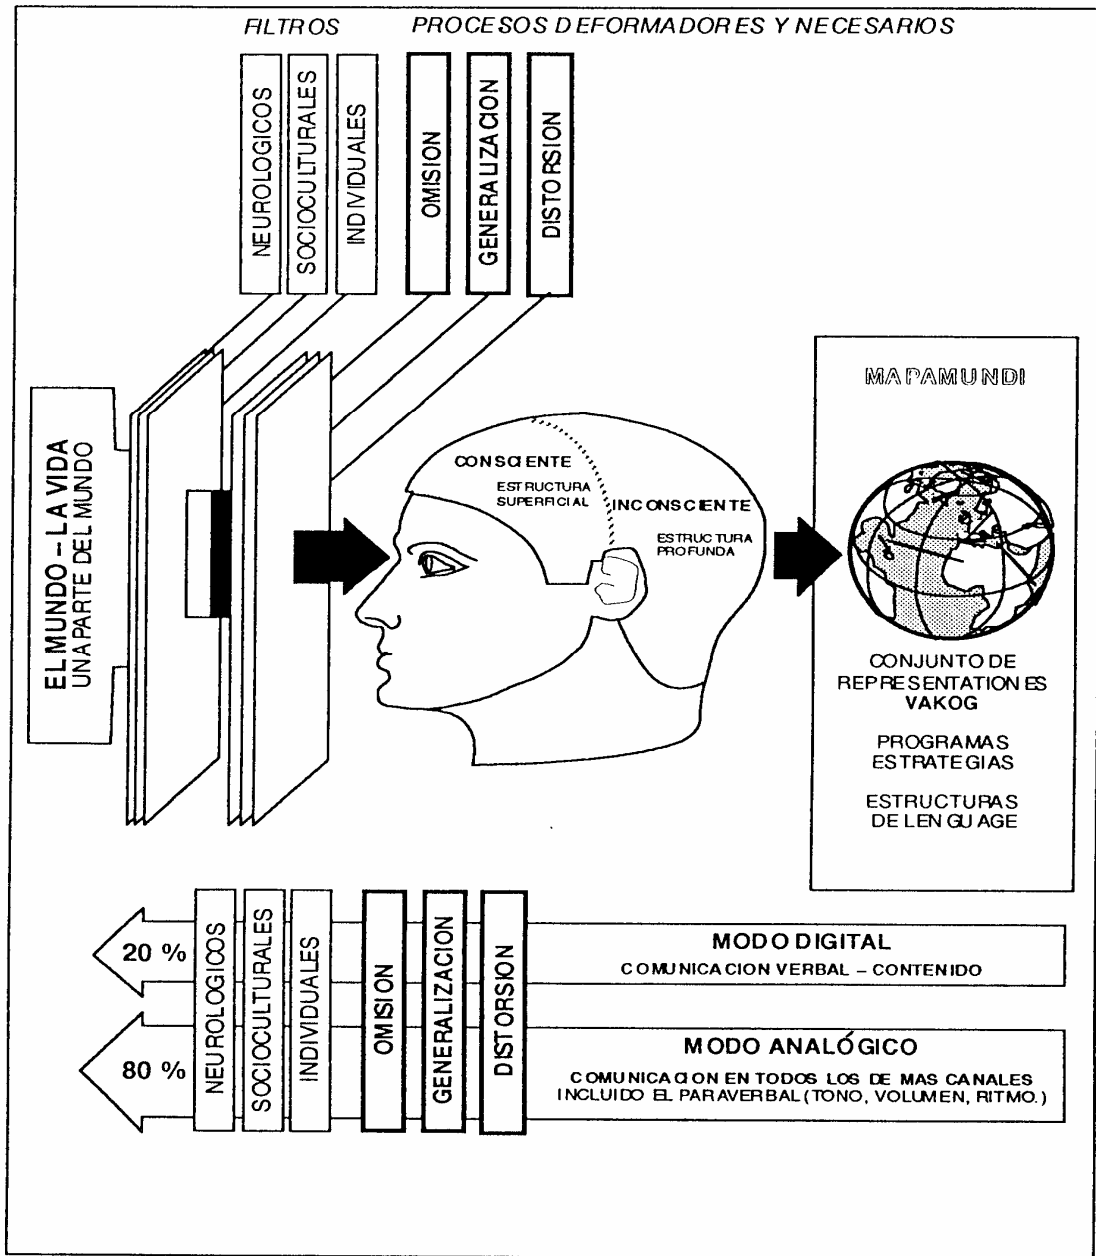 FILTROS
PROCESOS DEFORMADORES Y NECESARIOS
NEUROLOGICOS
SOCIOCULTURALES
INDIVIDUALES
OMISION
GENERALIZACION
DISTORSION
EL MUNDO – LA VIDA
UNA PARTE DEL MUNDO
CONSCIENTE
ESTRUCTURA
SUPERFICIAL
INCONSCIENTE
ESTRUCTURA
PROFUNDA
MAPAMUNDI
CONJUNTO DE
REPRESENTATIONES
VAKOG
PROGRAMAS
ESTRATEGIAS
ESTRUCTURAS
DE LENGUAGE
20 %
80 %
NEUROLOGICOS
SOCIOCULTURALES
INDIVIDUALES
OMISION
GENERALIZACION
DISTORSION
MODO DIGITAL
COMUNICACION VERBAL – CONTENIDO
MODO ANALÓGICO
COMUNICACION EN TODOS LOS DE MAS CANALES
INCLUIDO EL PARAVERBAL (TONO, VOLUMEN, RITMO.)